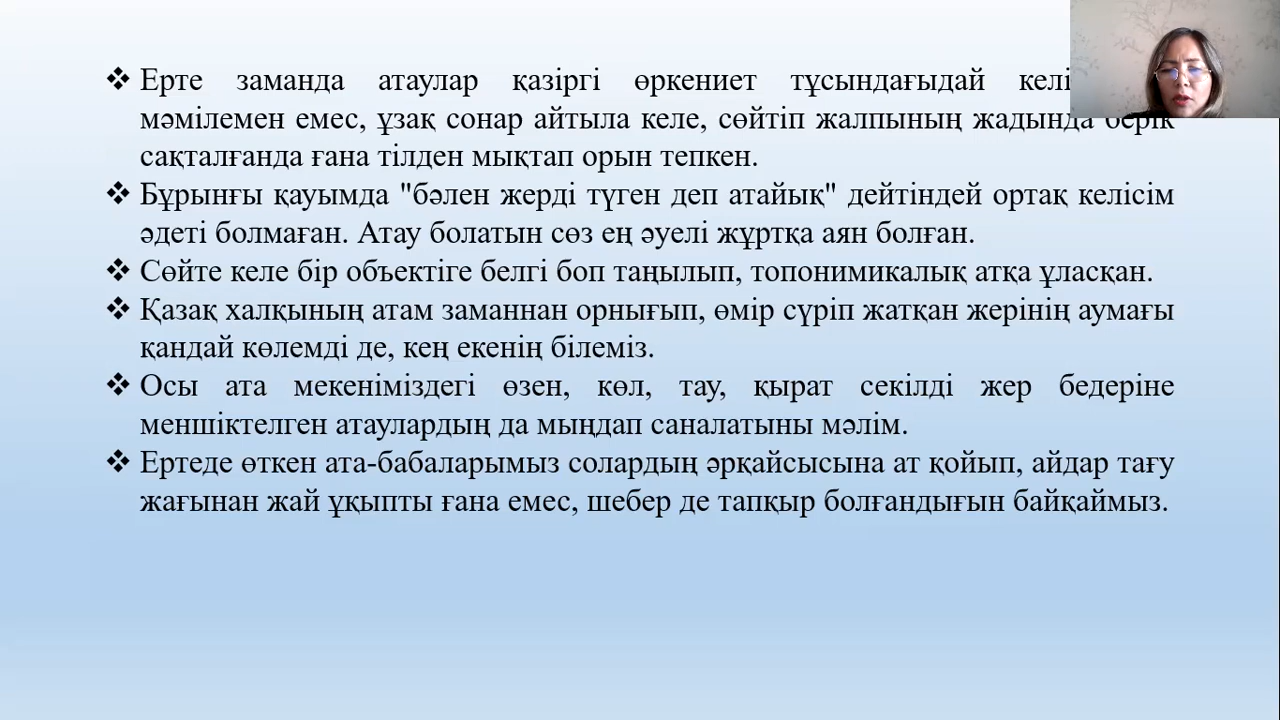 ❖ Ерте заманда атаулар қазіргі өркениет тұсындағыдай
мәмілемен емес, ұзақ сонар айтыла келе, сөйтіп жалпының жадында берік
сақталғанда ғана тілден мықтап орын тепкен.
❖ Бұрынғы қауымда "бәлен жерді түген деп атайық" дейтіндей ортақ келісім
әдеті болмаған. Атау болатын сөз ең әуелі жұртқа аян болған.
❖ Сөйте келе бір объектіге белгі боп таңылып, топонимикалық атқа ұласқан.
❖ Қазақ халқының атам заманнан орнығып, өмір сүріп жатқан жерінің аумағы
қандай көлемді де, кең екенің білеміз.
❖ Осы ата мекеніміздегі өзен, көл, тау, қырат секілді жер бедеріне
меншіктелген атаулардың да мыңдап саналатыны мәлім.
❖ Ертеде өткен ата-бабаларымыз солардың әрқайсысына ат қойып, айдар тағу
жағынан жай ұқыпты ғана емес, шебер де тапқыр болғандығын байқаймыз.